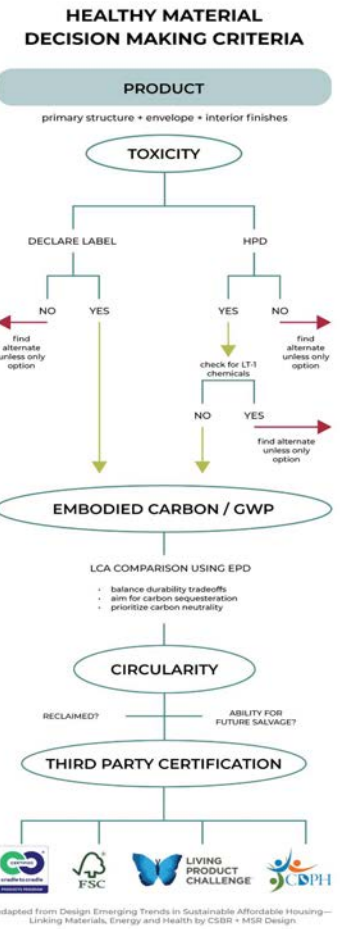 HEALTHY MATERIAL
DECISION MAKING CRITERIA
PRODUCT
primary structure + envelope + interior finishes
TOXICITY
DECLARE LABEL
HPD
NO
YES
YES
NO
find
alternate
unless only
option
find
alternate
unless only
option
check for LT-1
chemicals
NO
YES
find alternate
unless only
option
EMBODIED CARBON / GWP
LCA COMPARISON USING EPD
• balance durability tradeoffs
• aim for carbon sequesteration
• prioritize carbon neutrality
CIRCULARITY
RECLAIMED?
ABILITY FOR
FUTURE SALVAGE?
THIRD PARTY CERTIFICATION
CERTIFIED
cradletocradle
PRODUCTS PROGRAM
FSC
LIVING
PRODUCT
CHALLENGE
CDPH
dapted from Design Emerging Trends in Sustainable Affordable Housing—
Linking Materials, Energy and Health by CSBR + MSR Design